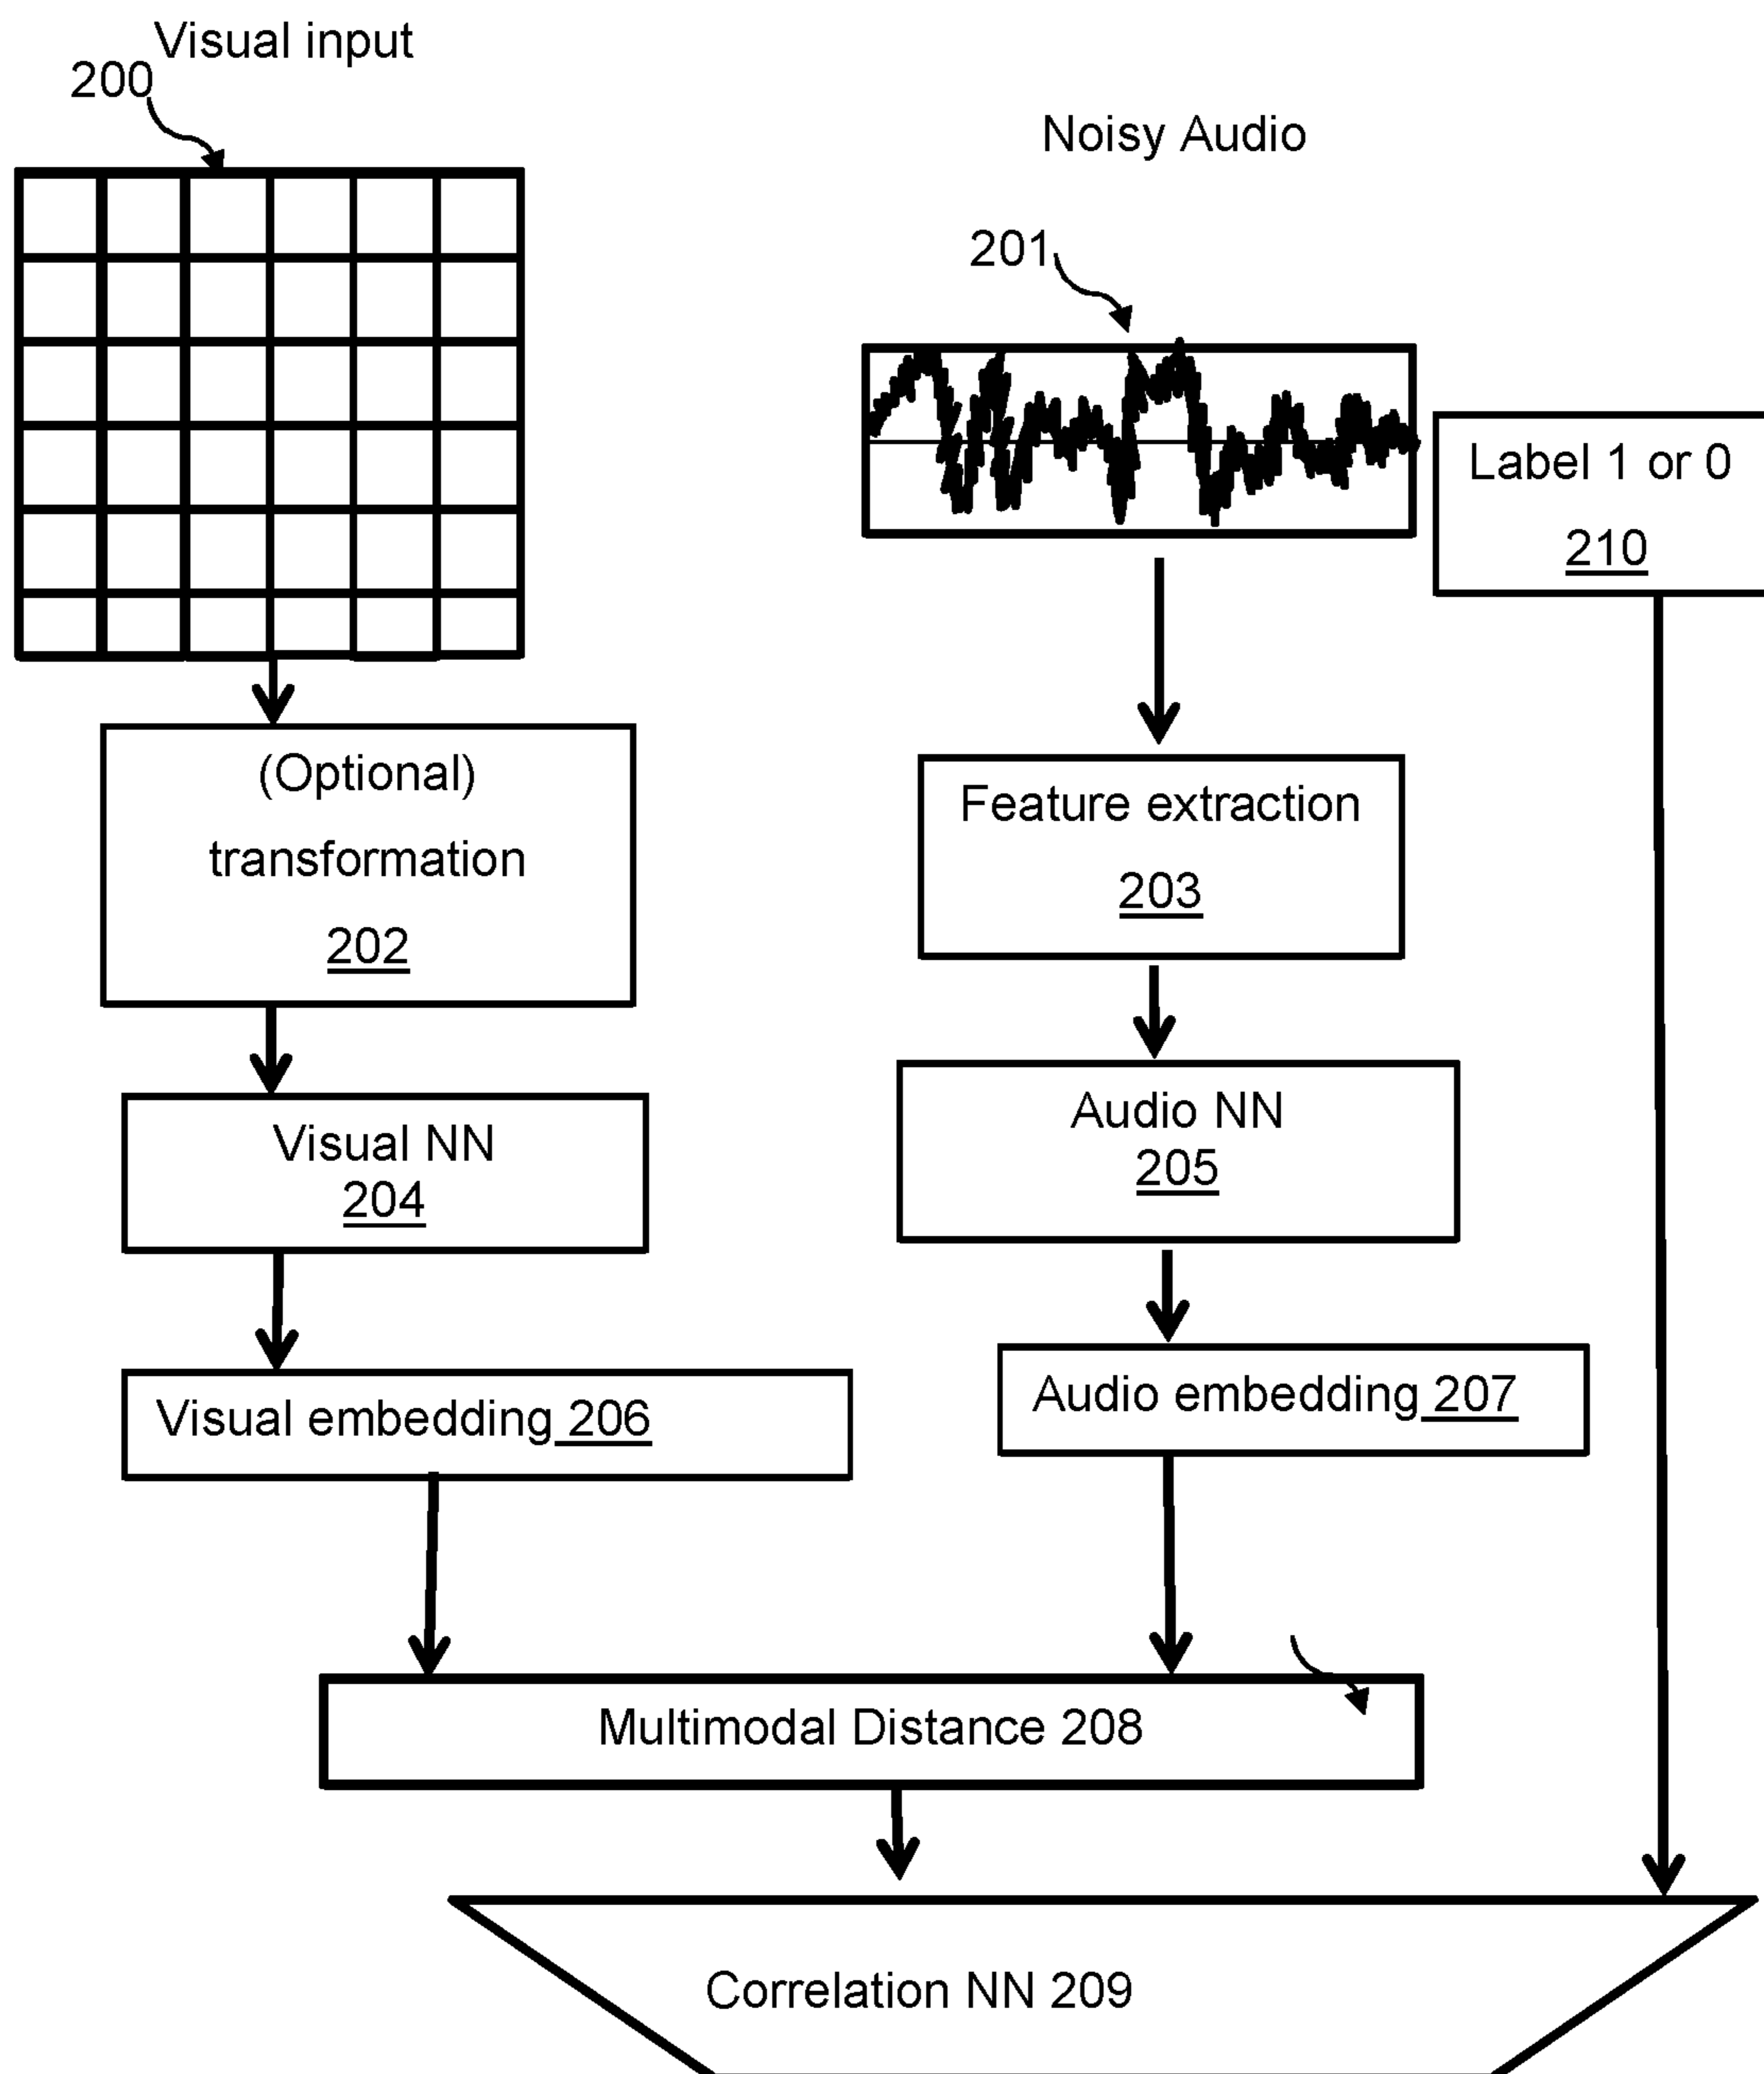 Visual input
200
Noisy Audio
201
Label 1 or 0
210
(Optional)
transformation
202
Feature extraction
203
Visual NN
204
Audio NN
205
Visual embedding 206
Audio embedding 207
Multimodal Distance 208
Correlation NN 209